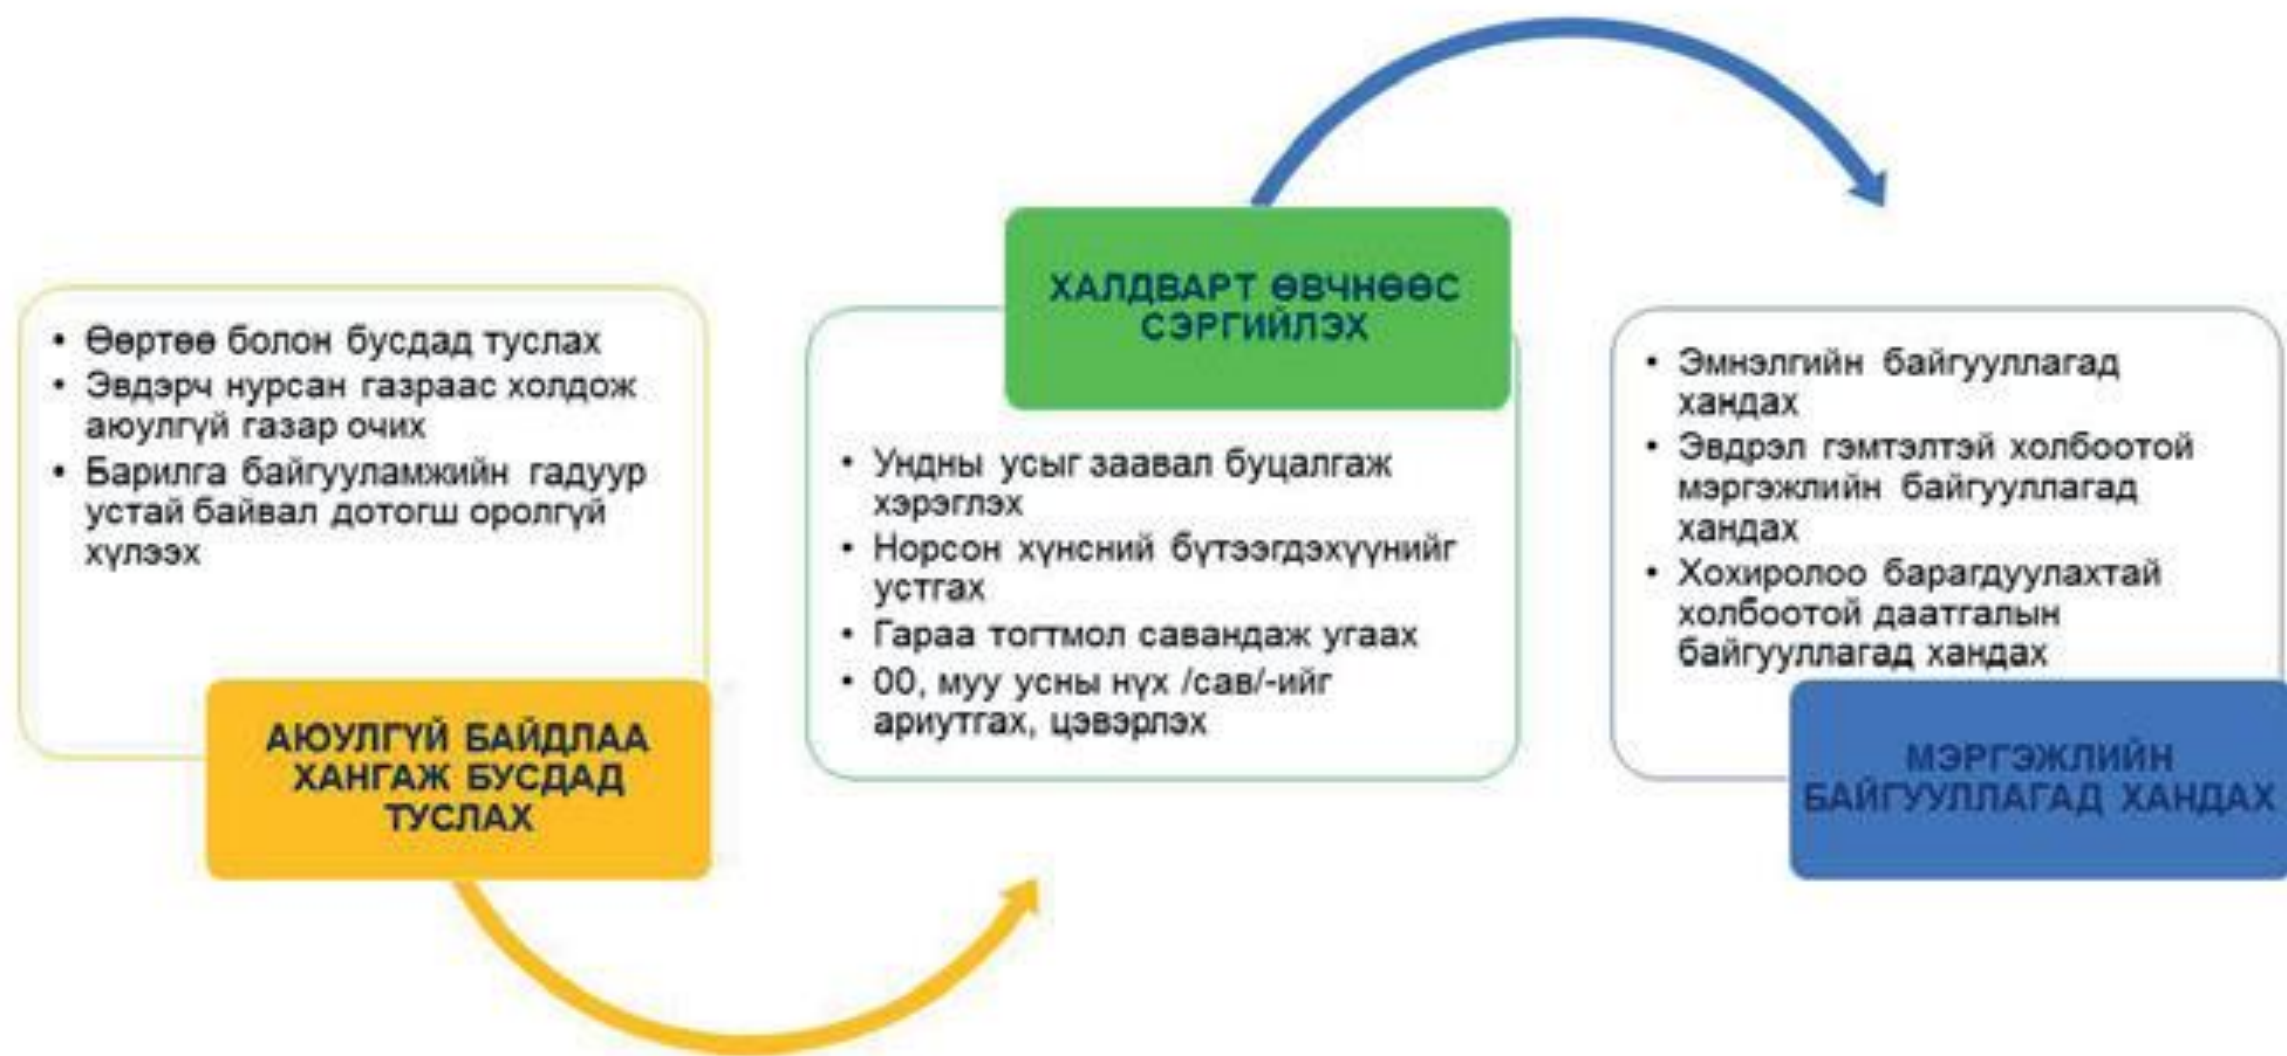 • Өөртөө болон бусдад туслах
• Эвдэрч нурсан газраас холдож
аюулгүй газар очих
• Барилга байгууламжийн гадуур
устай байвал дотогш оролгүй
хүлээх
АЮУЛГҮЙ БАЙДЛАА
ХАНГАЖ БУСДАД
ТУСЛАХ
ХАЛДВАРТ ӨВЧНӨӨС
СЭРГИЙЛЭХ
• Ундны усыг заавал буцалгаж
хэрэглэх
• Норсон хүнсний бүтээгдэхүүнийг
устгах
• Гараа тогтмол савандаж угаах
• 00, муу усны нүх /сав/-ийг
ариутгах, цэвэрлэх
• Эмнэлгийн байгууллагад
хандах
• Эвдрэл гэмтэлтэй холбоотой
мэргэжлийн байгууллагад
хандах
• Хохиролоо барагдуулахтай
холбоотой даатгалын
байгууллагад хандах
МЭРГЭЖЛИЙН
БАЙГУУЛЛАГАД ХАНДАХ